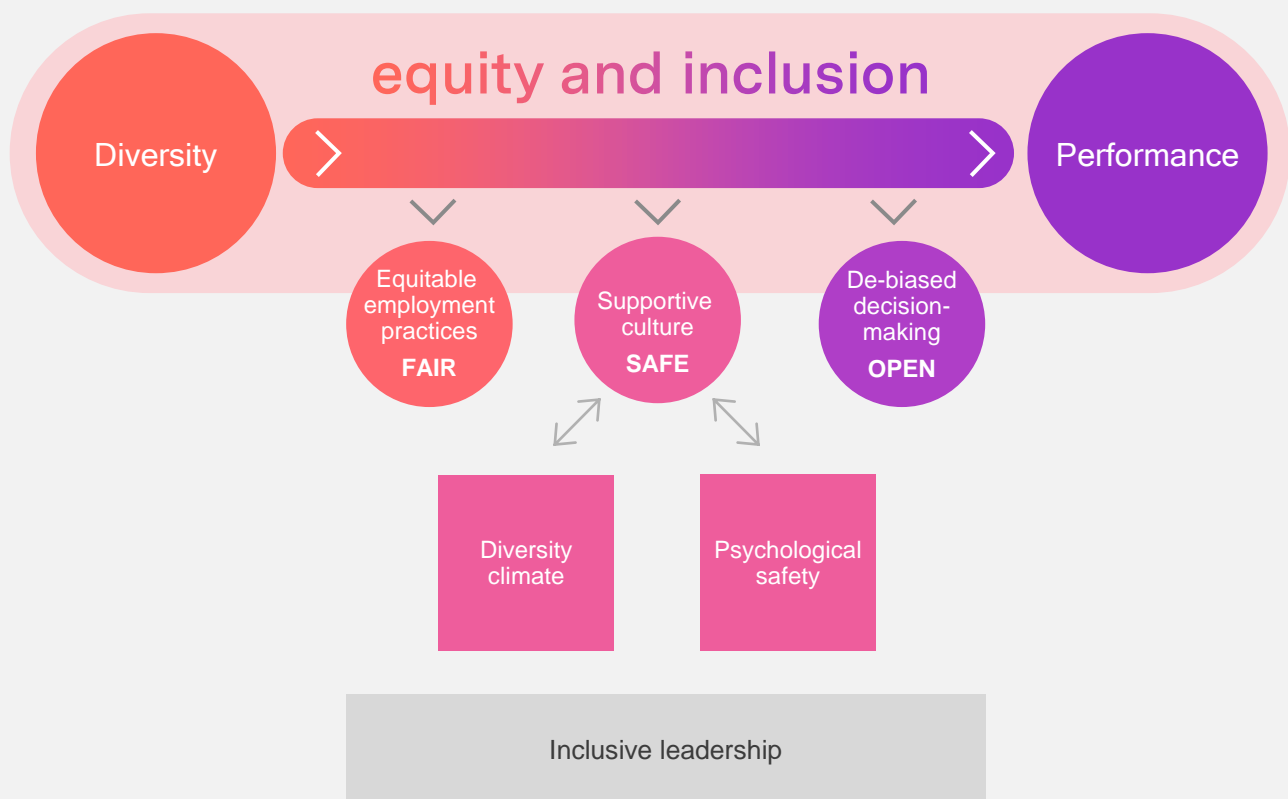 equity and inclusion
Diversity
Performance
Equitable
employment
practices
FAIR
Supportive
culture
SAFE
De-biased
decision-
making
OPEN
Diversity
climate
Psychological
safety
Inclusive leadership